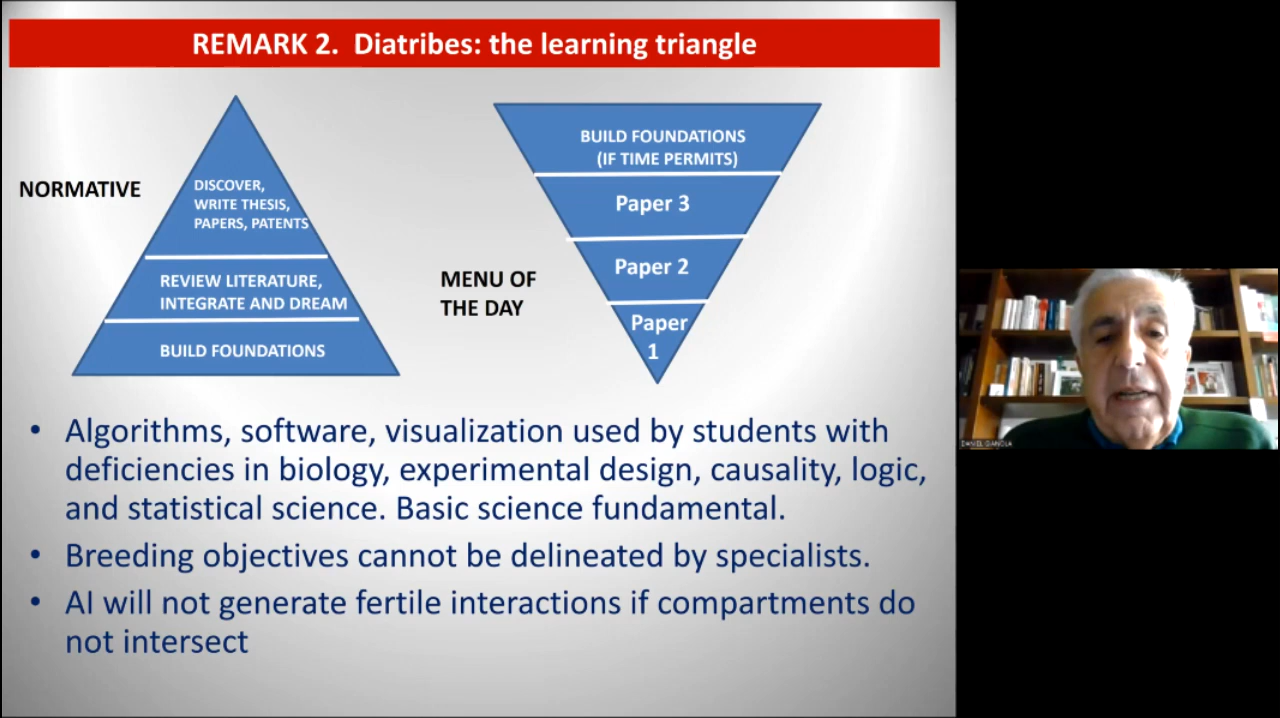 REMARK 2. Diatribes: the learning triangle
NORMATIVE
DISCOVER,
WRITE THESIS,
PAPERS, PATENTS
REVIEW LITERATURE,
INTEGRATE AND DREAM
BUILD FOUNDATIONS
MENU OF
THE DAY
BUILD FOUNDATIONS
(IF TIME PERMITS)
Paper 3
Paper 2
Paper
1
• Algorithms, software, visualization used by students with
deficiencies in biology, experimental design, causality, logic,
and statistical science. Basic science fundamental.
• Breeding objectives cannot be delineated by specialists.
• AI will not generate fertile interactions if compartments do
not intersect
DANIEL GIANOLA